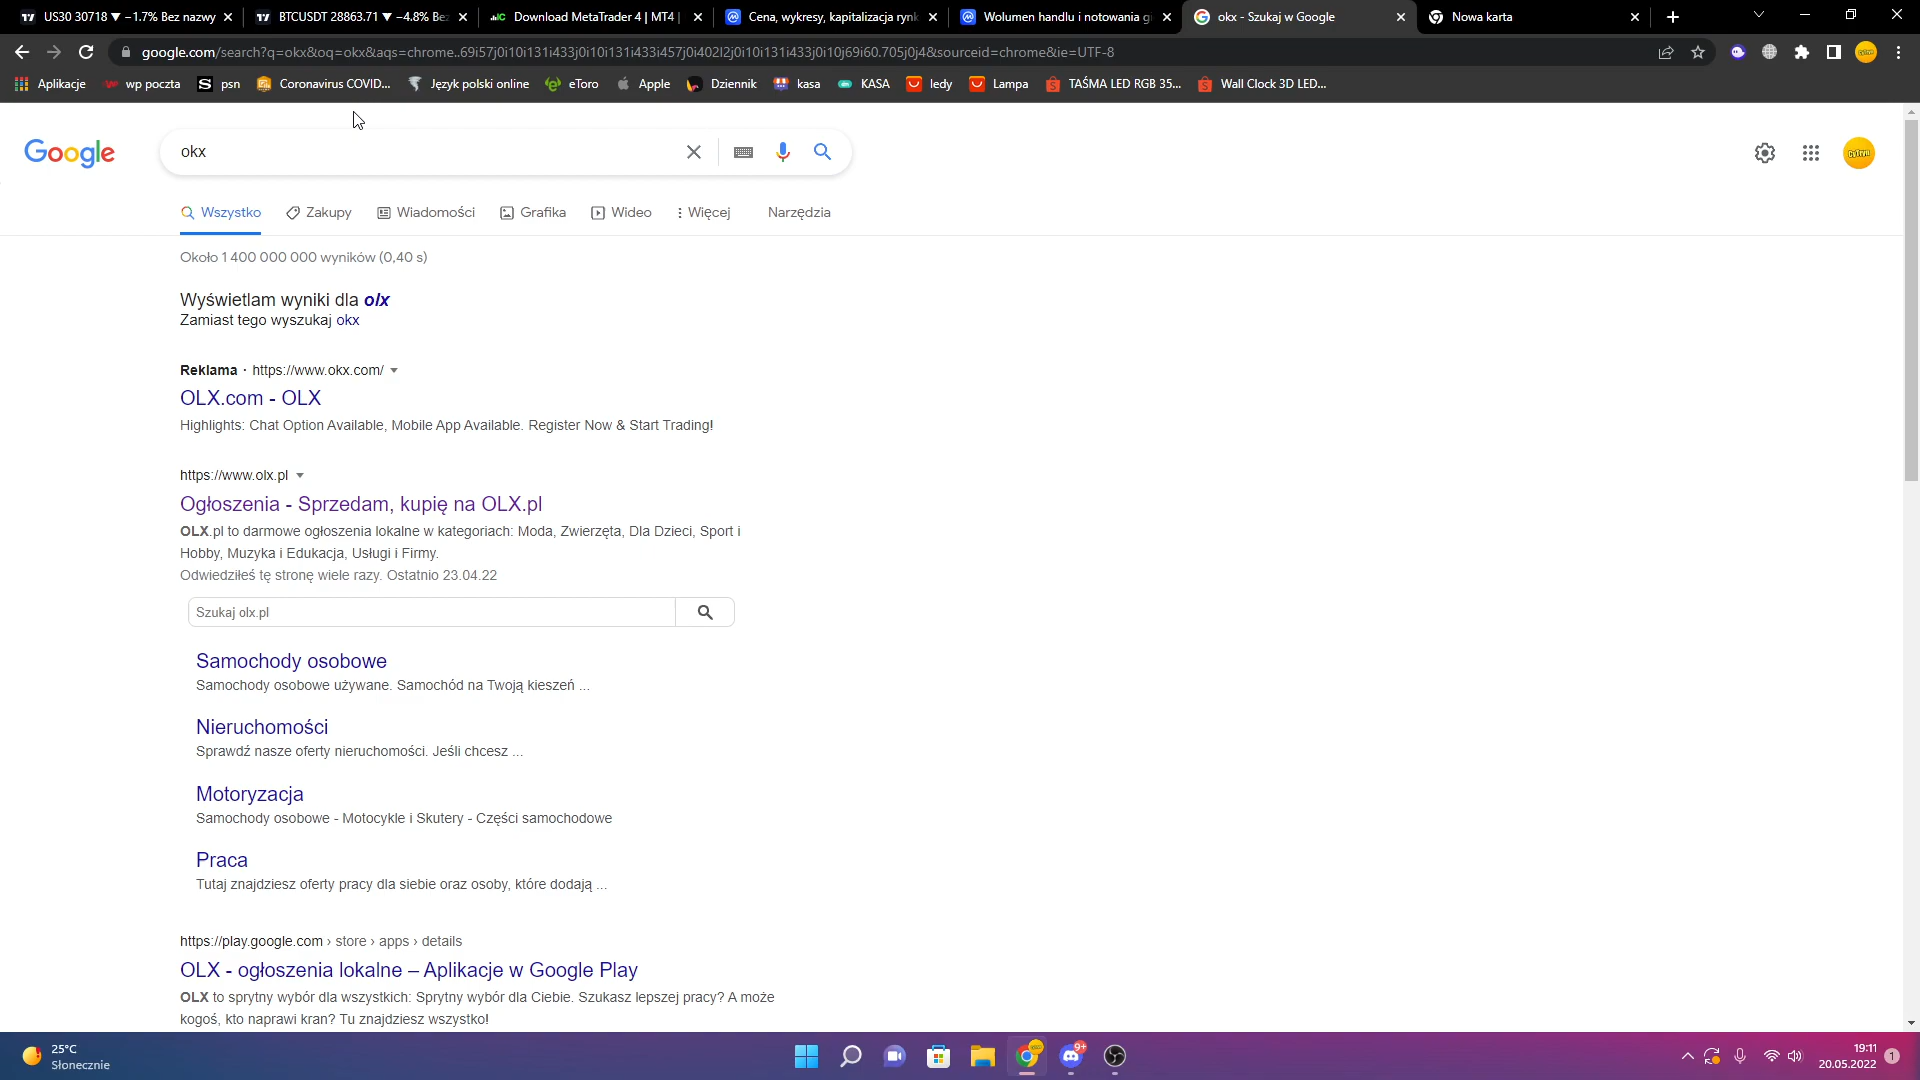 US30 30718 ▼ −1.7% Bez nazwy
BTCUSDT 28863.71 ▼ −4.8% Be
Download MetaTrader 4 | MT4 |
Cena, wykresy, kapitalizacja rynk
Wolumen handlu i notowania gi
okx - Szukaj w Google
Nowa karta
google.com/search?q=okx&oq=okx&aqs=chrome..69i57j0i10i131i433j0i10i131i433i457j0i402l2j0i10i131i433j0i10j69i60.705j0j4&sourceid=chrome&ie=UTF-8
Aplikacje
wp poczta
psn
Coronavirus COVID...
Język polski online
eToro
Apple
Dziennik
kasa
KASA
ledy
Lampa
TAŚMA LED RGB 35...
Wall Clock 3D LED...
Google
okx
Wszystko
Zakupy
Wiadomości
Grafika
Wideo
Więcej
Narzędzia
Około 1 400 000 000 wyników (0,40 s)
Wyświetlam wyniki dla olx
Zamiast tego wyszukaj okx
Reklama · https://www.okx.com/
OLX.com - OLX
Highlights: Chat Option Available, Mobile App Available. Register Now & Start Trading!
https://www.olx.pl
Ogłoszenia - Sprzedam, kupię na OLX.pl
OLX.pl to darmowe ogłoszenia lokalne w kategoriach: Moda, Zwierzęta, Dla Dzieci, Sport i
Hobby, Muzyka i Edukacja, Usługi i Firmy.
Odwiedziłeś tę stronę wiele razy. Ostatnio 23.04.22
Szukaj olx.pl
Samochody osobowe
Samochody osobowe używane. Samochód na Twoją kieszeń ...
Nieruchomości
Sprawdź nasze oferty nieruchomości. Jeśli chcesz ...
Motoryzacja
Samochody osobowe - Motocykle i Skutery - Części samochodowe
Praca
Tutaj znajdziesz oferty pracy dla siebie oraz osoby, które dodają ...
https://play.google.com › store › apps › details
OLX - ogłoszenia lokalne – Aplikacje w Google Play
OLX to sprytny wybór dla wszystkich: Sprytny wybór dla Ciebie. Szukasz lepszej pracy? A może
kogoś, kto naprawi kran? Tu znajdziesz wszystko!
25°C
Słonecznie
9+
19:11
20.05.2022
1